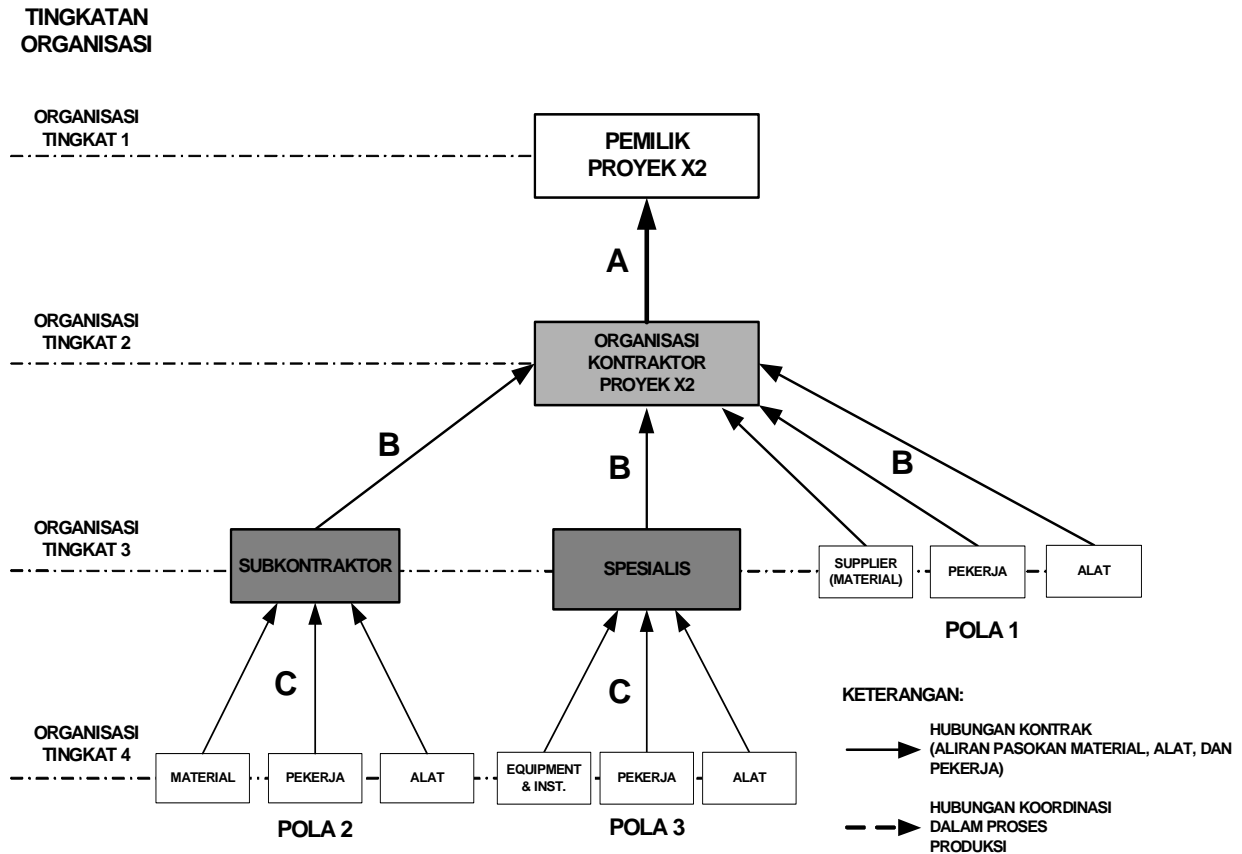 TINGKATAN
ORGANISASI
ORGANISASI
TINGKAT 1
PEMILIK
PROYEK X2
A
ORGANISASI
TINGKAT 2
ORGANISASI
KONTRAKTOR
PROYEK X2
B
B
B
ORGANISASI
TINGKAT 3
SUBKONTRAKTOR
SPESIALIS
SUPPLIER
(MATERIAL)
PEKERJA
ALAT
POLA 1
C
C
ORGANISASI
TINGKAT 4
MATERIAL
PEKERJA
ALAT
EQUIPMENT
& INST.
PEKERJA
ALAT
POLA 2
POLA 3
KETERANGAN:
HUBUNGAN KONTRAK
(ALIRAN PASOKAN MATERIAL, ALAT, DAN
PEKERJA)
HUBUNGAN KOORDINASI
DALAM PROSES
PRODUKSI